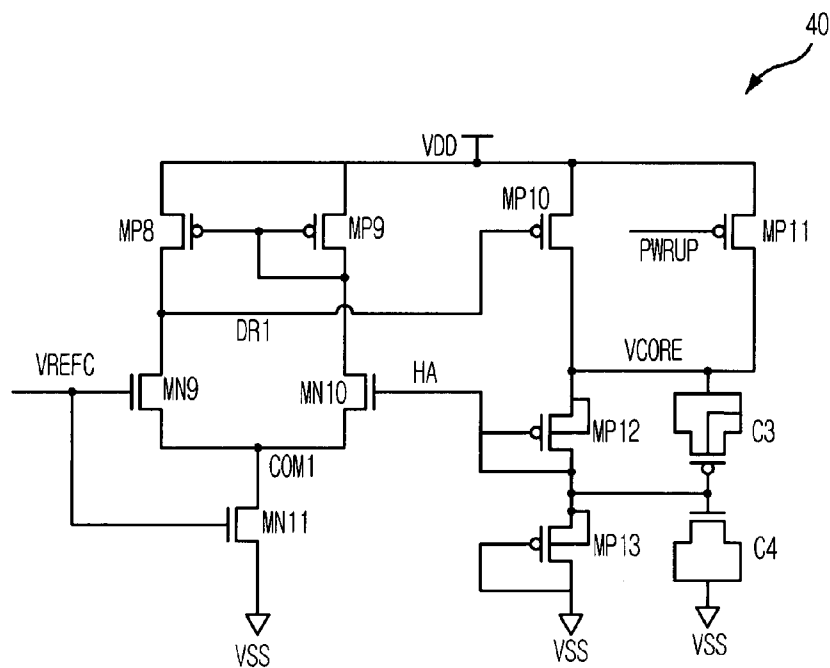 40
VDD
MP8
MP9
MP10
PWRUP
MP11
DR1
VREFC
MN9
MN10
HA
VCORE
COM1
MN11
MP12
C3
MP13
C4
VSS
VSS
VSS